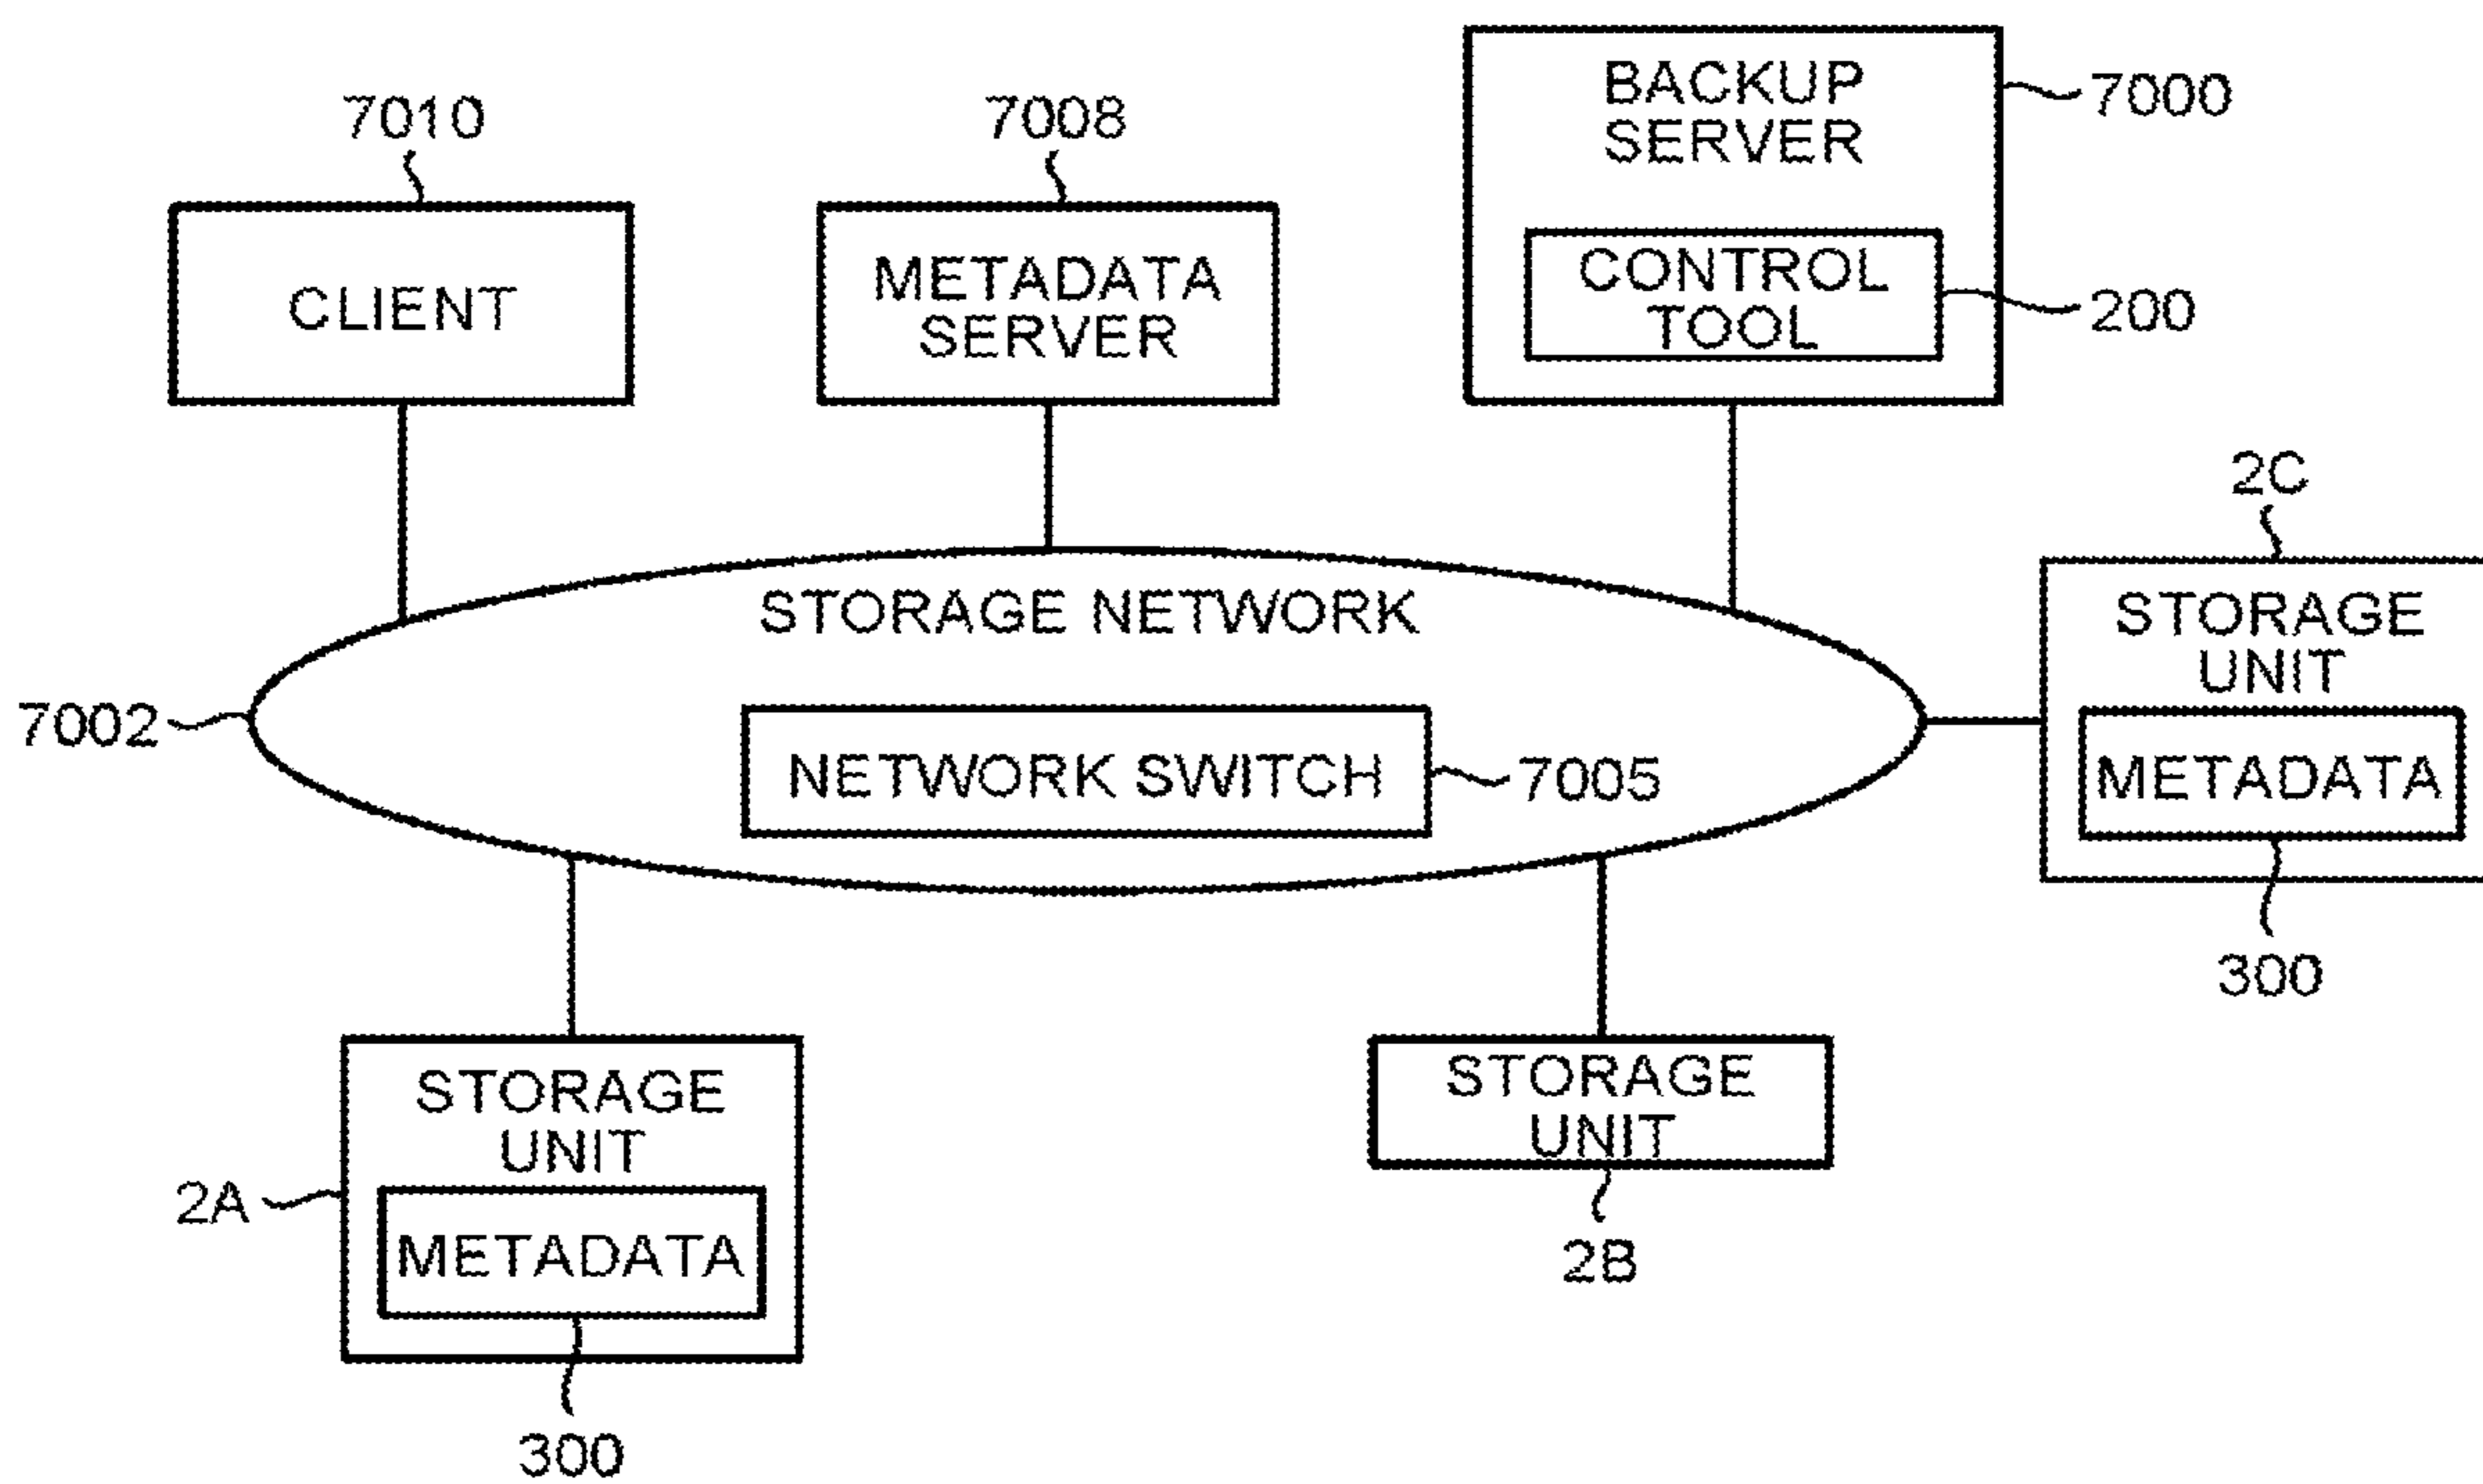 BACKUP
SERVER
7000
7010
7008
CONTROL
TOOL
200
CLIENT
METADATA
SERVER
2C
STORAGE NETWORK
STORAGE
UNIT
7002
NETWORK SWITCH
7005
METADATA
300
STORAGE
UNIT
2A
METADATA
300
STORAGE
UNIT
2B